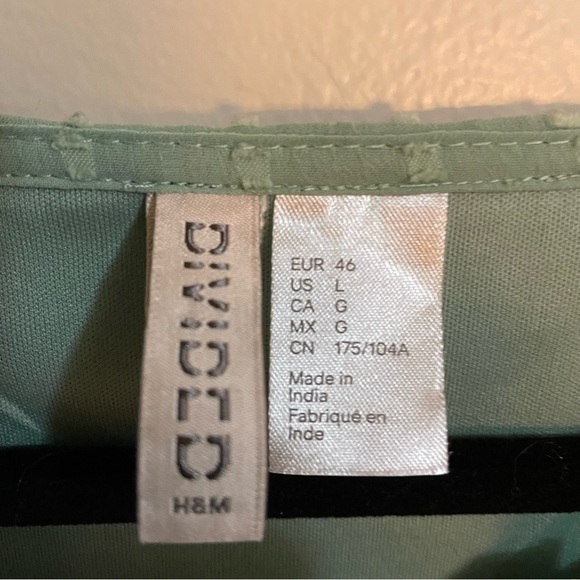 DIVIDED
H&M
EUR 46
US L
CA G
MX G
CN 175/104A
Made in
India
Fabriqué en
Inde